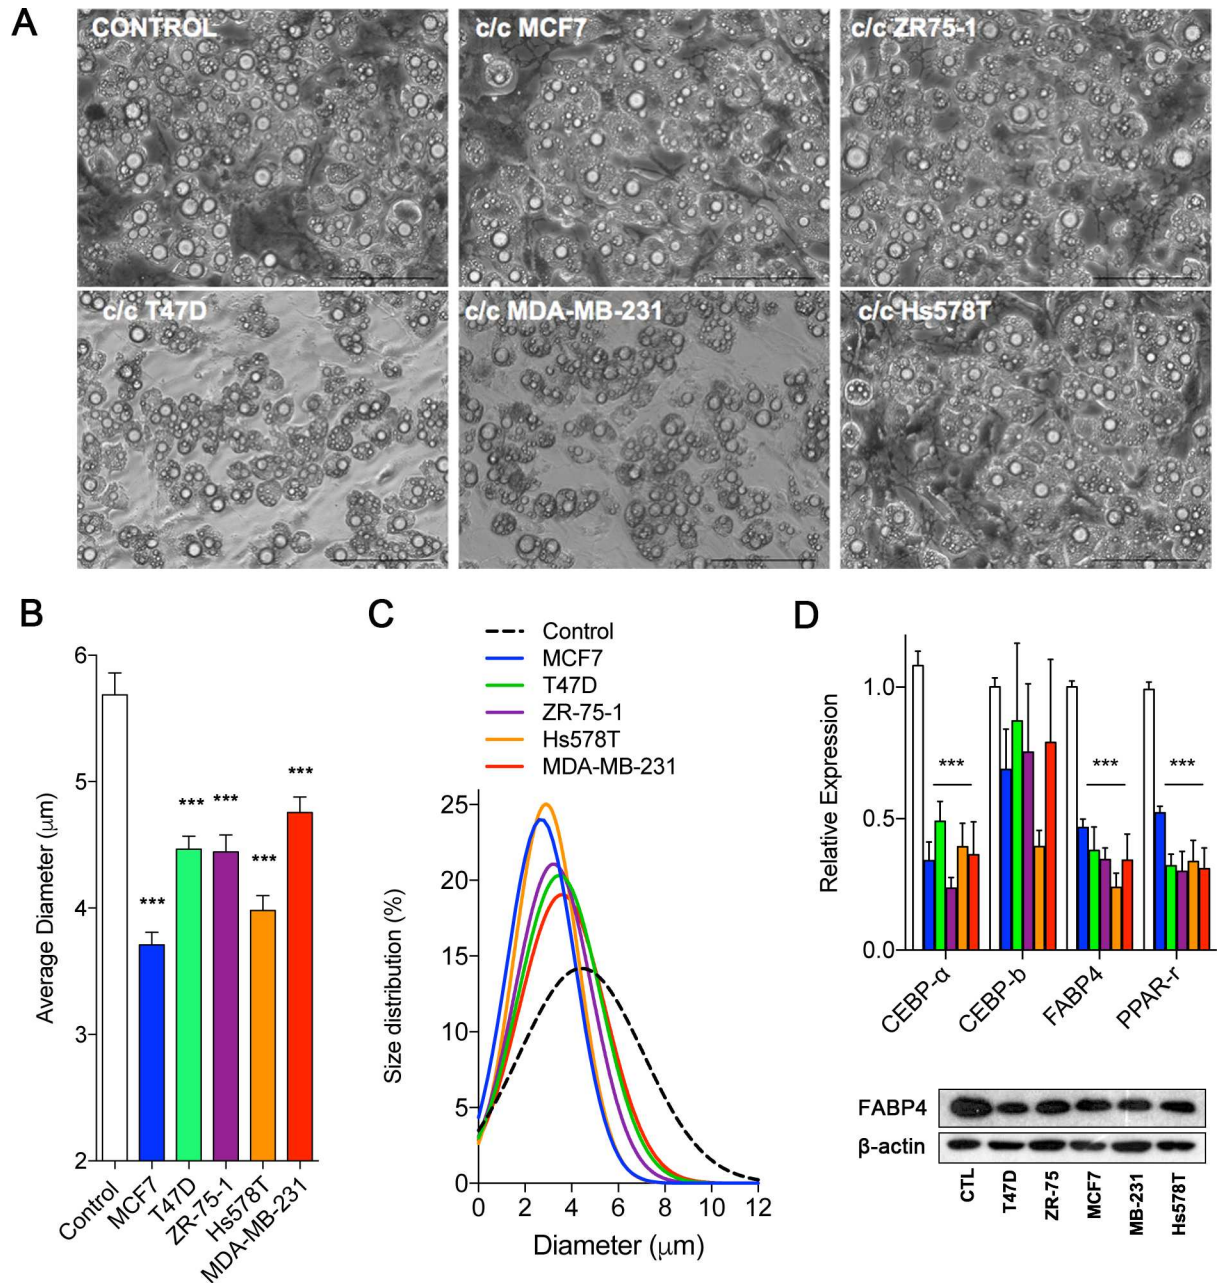 A
CONTROL
c/c MCF7
c/c ZR75-1
c/c T47D
c/c MDA-MB-231
c/c Hs578T
B
Average Diameter (μm)
6
5
4
3
2
***
***
***
***
***
Control
MCF7
T47D
ZR-75-1
Hs578T
MDA-MB-231
C
Control
MCF7
T47D
ZR-75-1
Hs578T
MDA-MB-231
Size distribution (%)
25
20
15
10
5
0
0 2 4 6 8 10 12
Diameter (μm)
D
Relative Expression
1.0
0.5
0.0
***
***
***
CEBP-α
CEBP-b
FABP4
PPAR-r
FABP4
β-actin
CTL
T47D
ZR-75
MCF7
MB-231
Hs578T